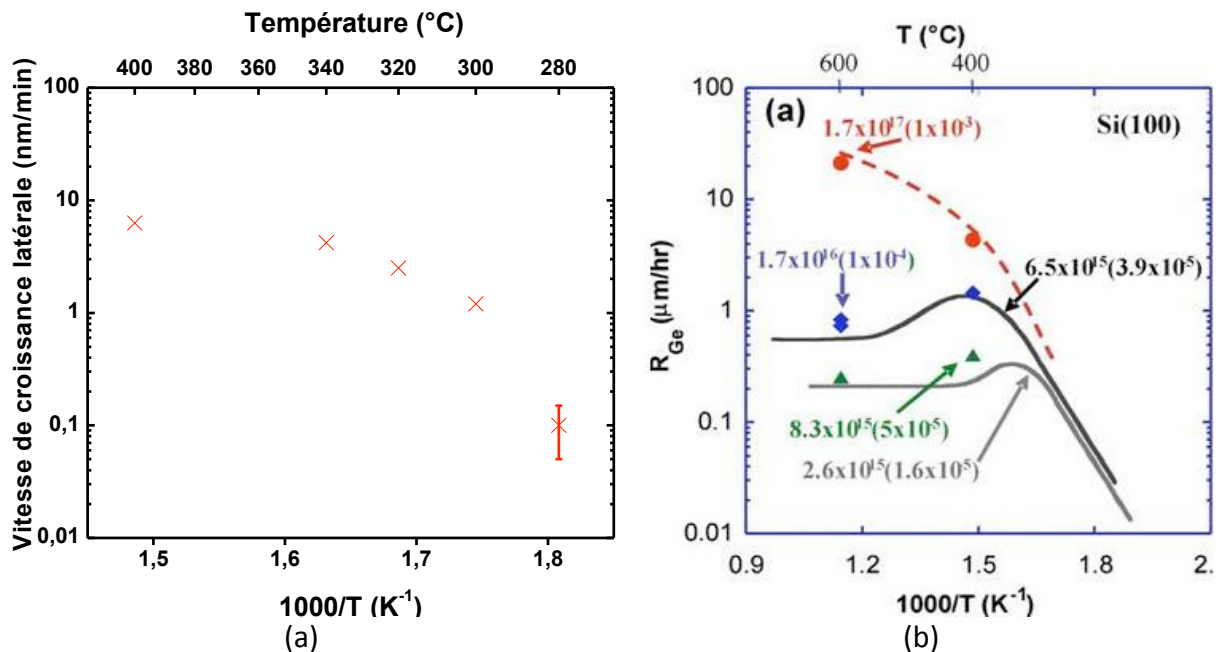 Température (°C)
400 380 360 340 320 300 280
100
10
1
0,1
0,01
Vitesse de croissance latérale (nm/min)
1,5 1,6 1,7 1,8
1000/T (K⁻¹)
(a)
T (°C)
600 400
100
10
1
0.1
0.01
R_Ge (μm/hr)
(a)
Si(100)
1.7x10¹⁷(1x10⁻³)
1.7x10¹⁶(1x10⁻⁴)
6.5x10¹⁵(3.9x10⁻⁵)
8.3x10¹⁵(5x10⁻⁵)
2.6x10¹⁵(1.6x10⁻⁵)
0.9 1.2 1.5 1.8 2.
1000/T (K⁻¹)
(b)